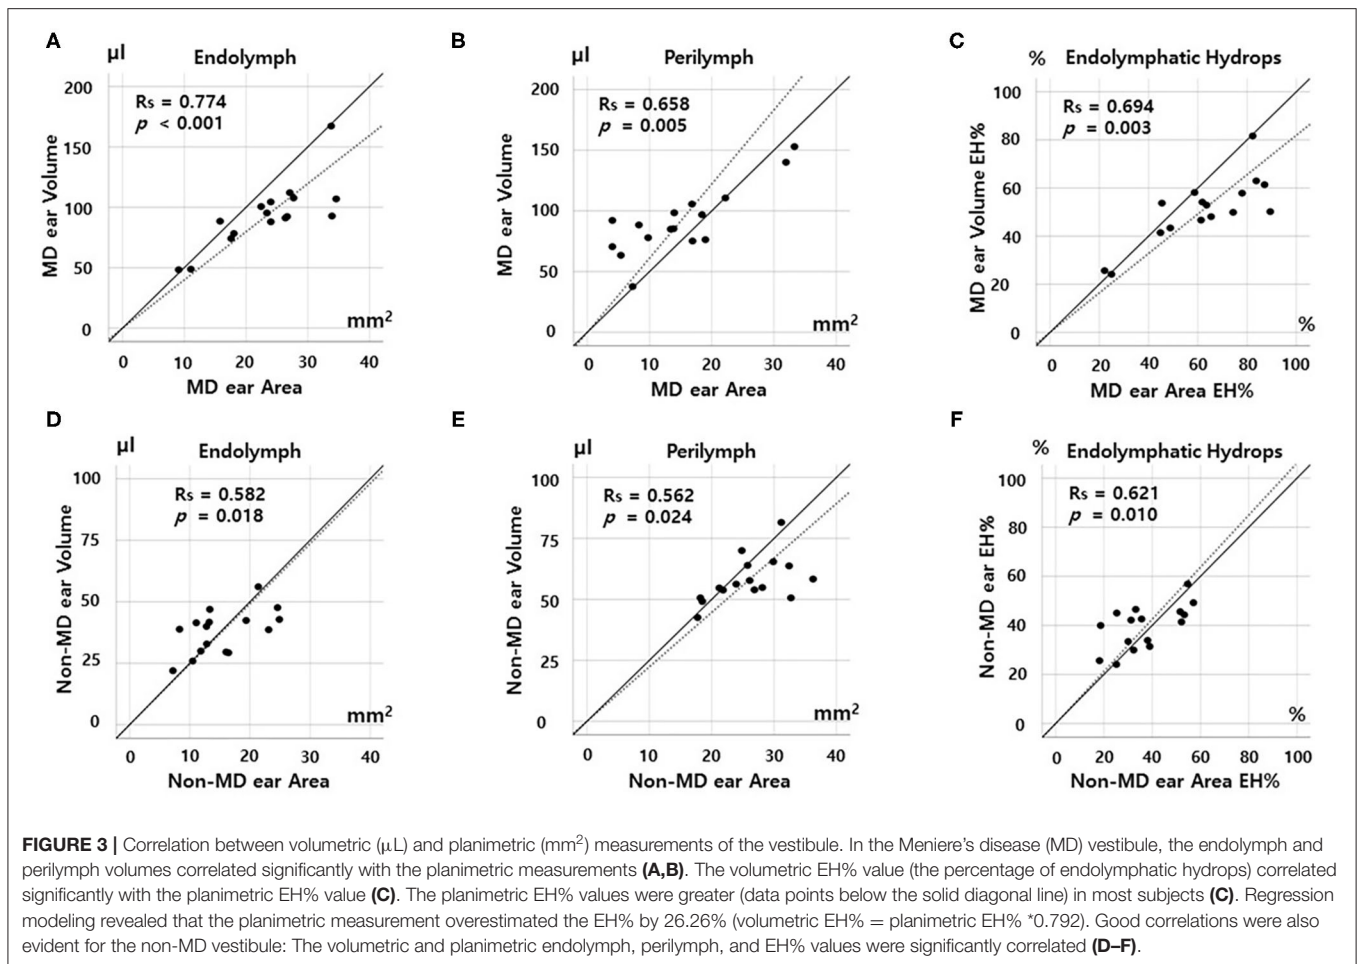 A
μl
Endolymph
Rs = 0.774
p < 0.001
200
150
100
50
0
MD ear Volume
mm²
0 10 20 30 40
MD ear Area
B
μl
Perilymph
Rs = 0.658
p = 0.005
200
150
100
50
0
MD ear Volume
mm²
0 10 20 30 40
MD ear Area
C
%
Endolymphatic Hydrops
Rs = 0.694
p = 0.003
100
80
60
40
20
0
MD ear Volume EH%
%
0 20 40 60 80 100
MD ear Area EH%
D
μl
Endolymph
Rs = 0.582
p = 0.018
100
75
50
25
0
Non-MD ear Volume
mm²
0 10 20 30 40
Non-MD ear Area
E
μl
Perilymph
Rs = 0.562
p = 0.024
100
75
50
25
0
Non-MD ear Volume
mm²
0 10 20 30 40
Non-MD ear Area
F
%
Endolymphatic Hydrops
Rs = 0.621
p = 0.010
100
80
60
40
20
0
Non-MD ear EH%
%
0 20 40 60 80 100
Non-MD ear Area EH%
FIGURE 3 | Correlation between volumetric (μL) and planimetric (mm²) measurements of the vestibule. In the Meniere's disease (MD) vestibule, the endolymph and
perilymph volumes correlated significantly with the planimetric measurements (A,B). The volumetric EH% value (the percentage of endolymphatic hydrops) correlated
significantly with the planimetric EH% value (C). The planimetric EH% values were greater (data points below the solid diagonal line) in most subjects (C). Regression
modeling revealed that the planimetric measurement overestimated the EH% by 26.26% (volumetric EH% = planimetric EH% *0.792). Good correlations were also
evident for the non-MD vestibule: The volumetric and planimetric endolymph, perilymph, and EH% values were significantly correlated (D–F).